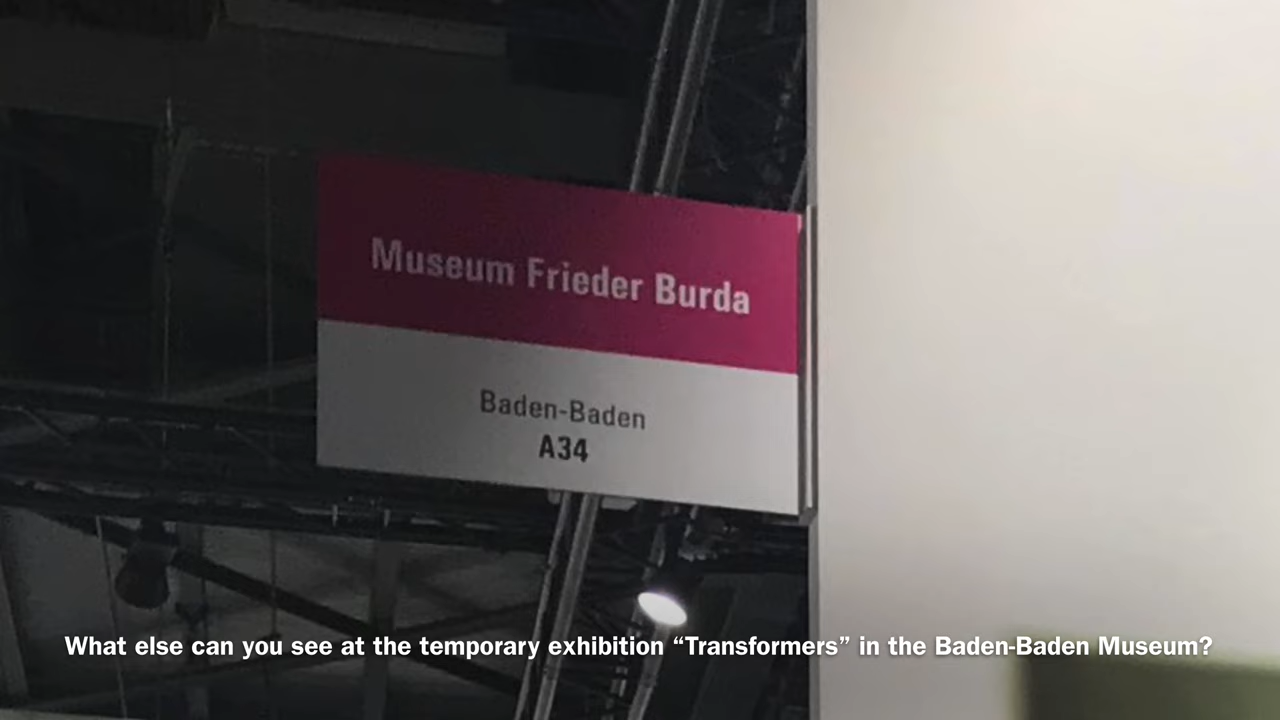 Museum Frieder Burda
Baden-Baden
A34
What else can you see at the temporary exhibition “Transformers” in the Baden-Baden Museum?